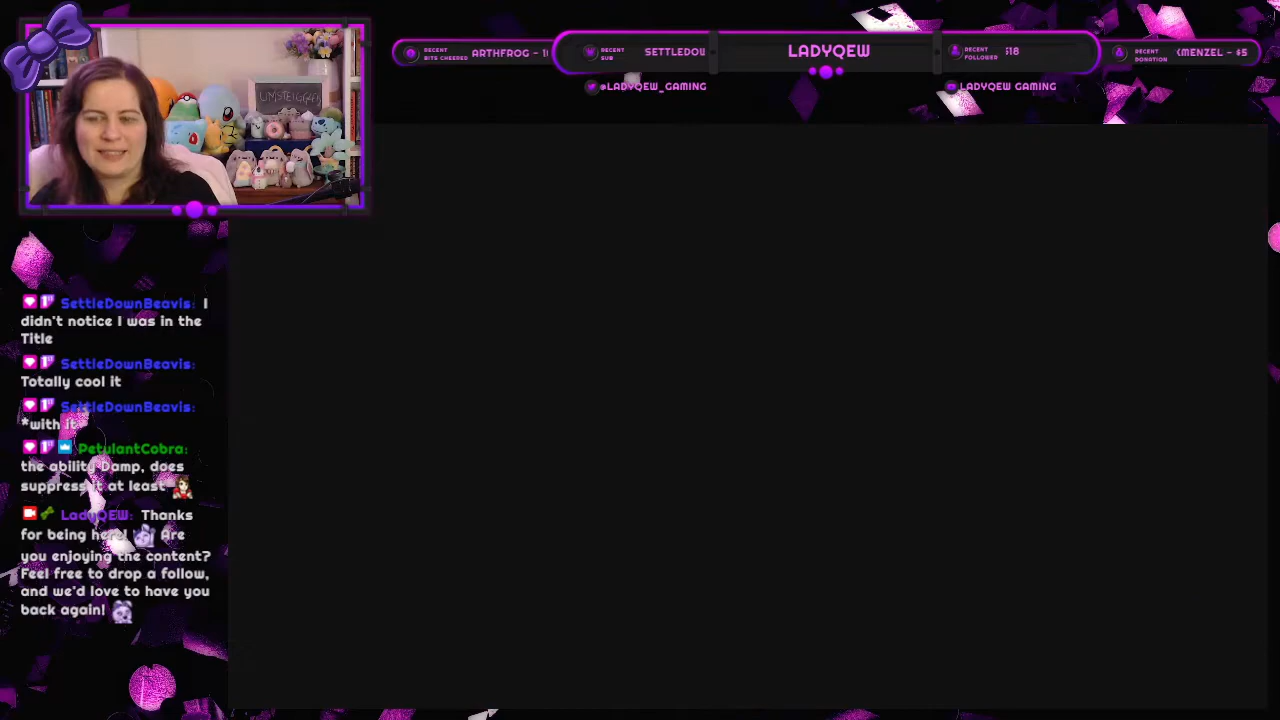 RECENT
BITS CHEERED
ARTHFROG - 1
RECENT
SUB
SETTLEDOU
LADYQEW
RECENT
FOLLOWER
RECENT
DONATION
MENZEL - $5
@LADYQEW_GAMING
LADYQEW GAMING
SettleDownBeavis: I
didn't notice I was in the
Title
SettleDownBeavis:
Totally cool it
SettleDownBeavis:
*with it
PetulantCobra:
the ability Damp, does
suppress it at least
LadyQEW: Thanks
for being here! Are
you enjoying the content?
Feel free to drop a follow,
and we'd love to have you
back again!